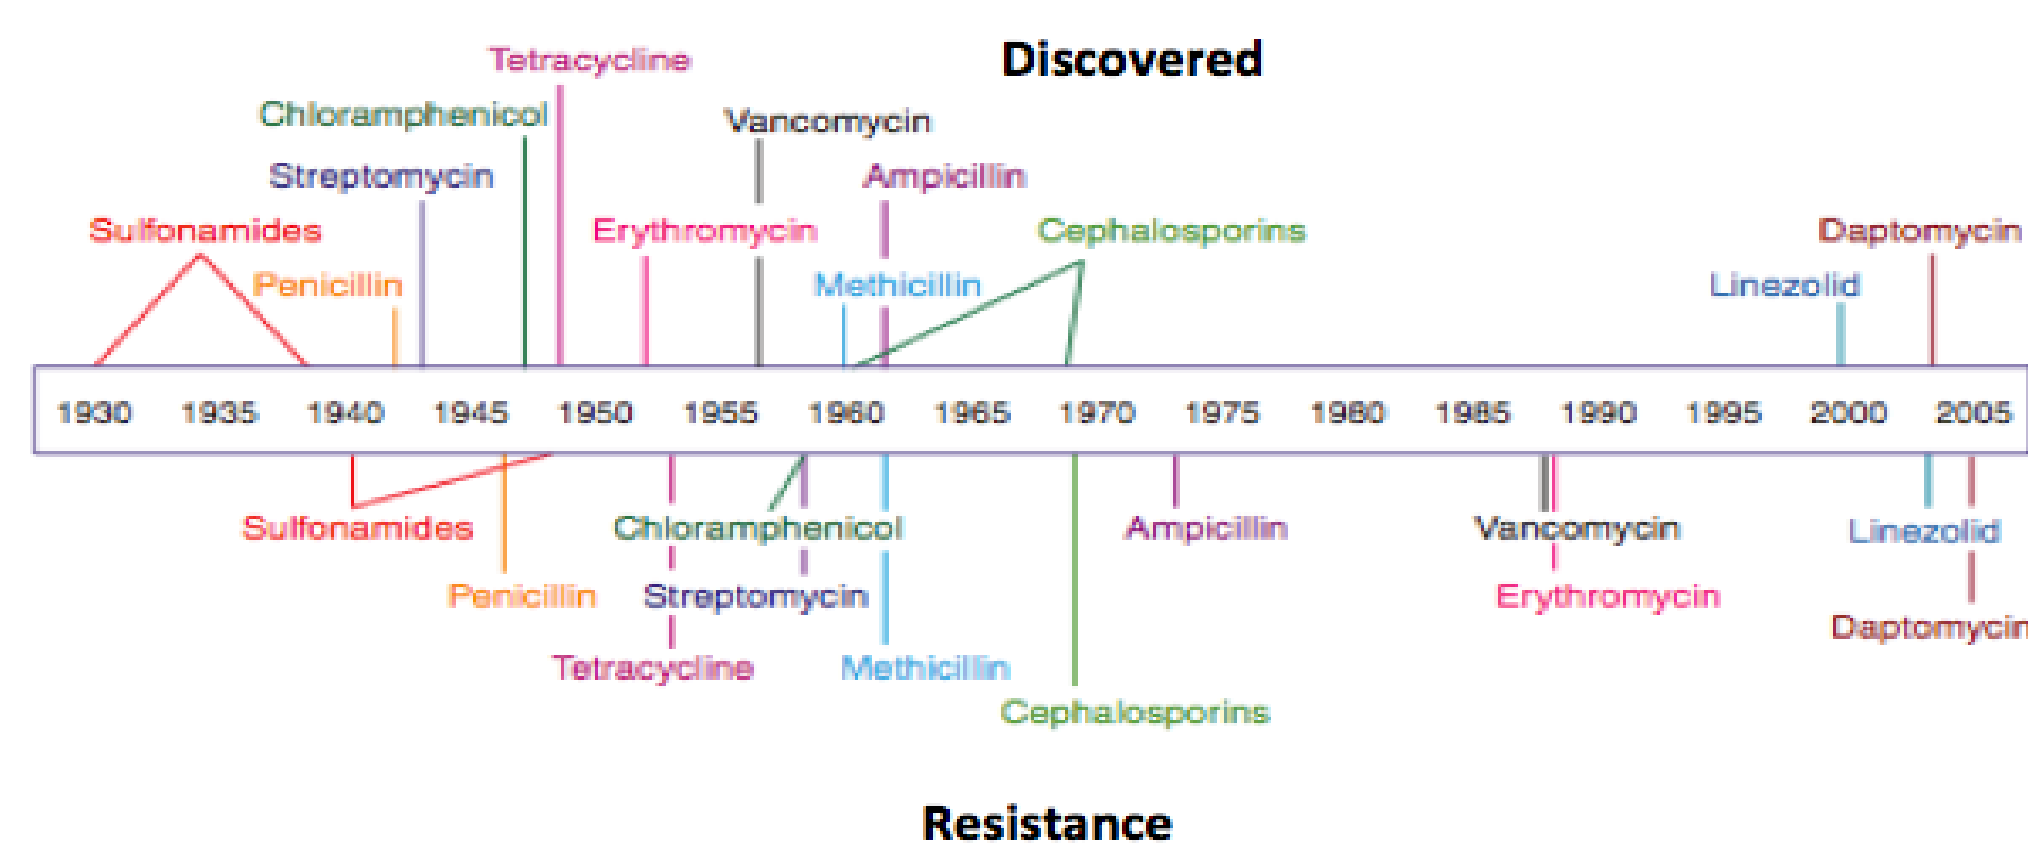 Discovered
Tetracycline
Chloramphenicol
Vancomycin
Streptomycin
Ampicillin
Sulfonamides
Erythromycin
Cephalosporins
Daptomycin
Penicillin
Methicillin
Linezolid
1930 1935 1940 1945 1950 1955 1960 1965 1970 1975 1980 1985 1990 1995 2000 2005
Sulfonamides
Chloramphenicol
Ampicillin
Vancomycin
Linezolid
Penicillin
Streptomycin
Erythromycin
Daptomycin
Tetracycline
Methicillin
Cephalosporins
Resistance